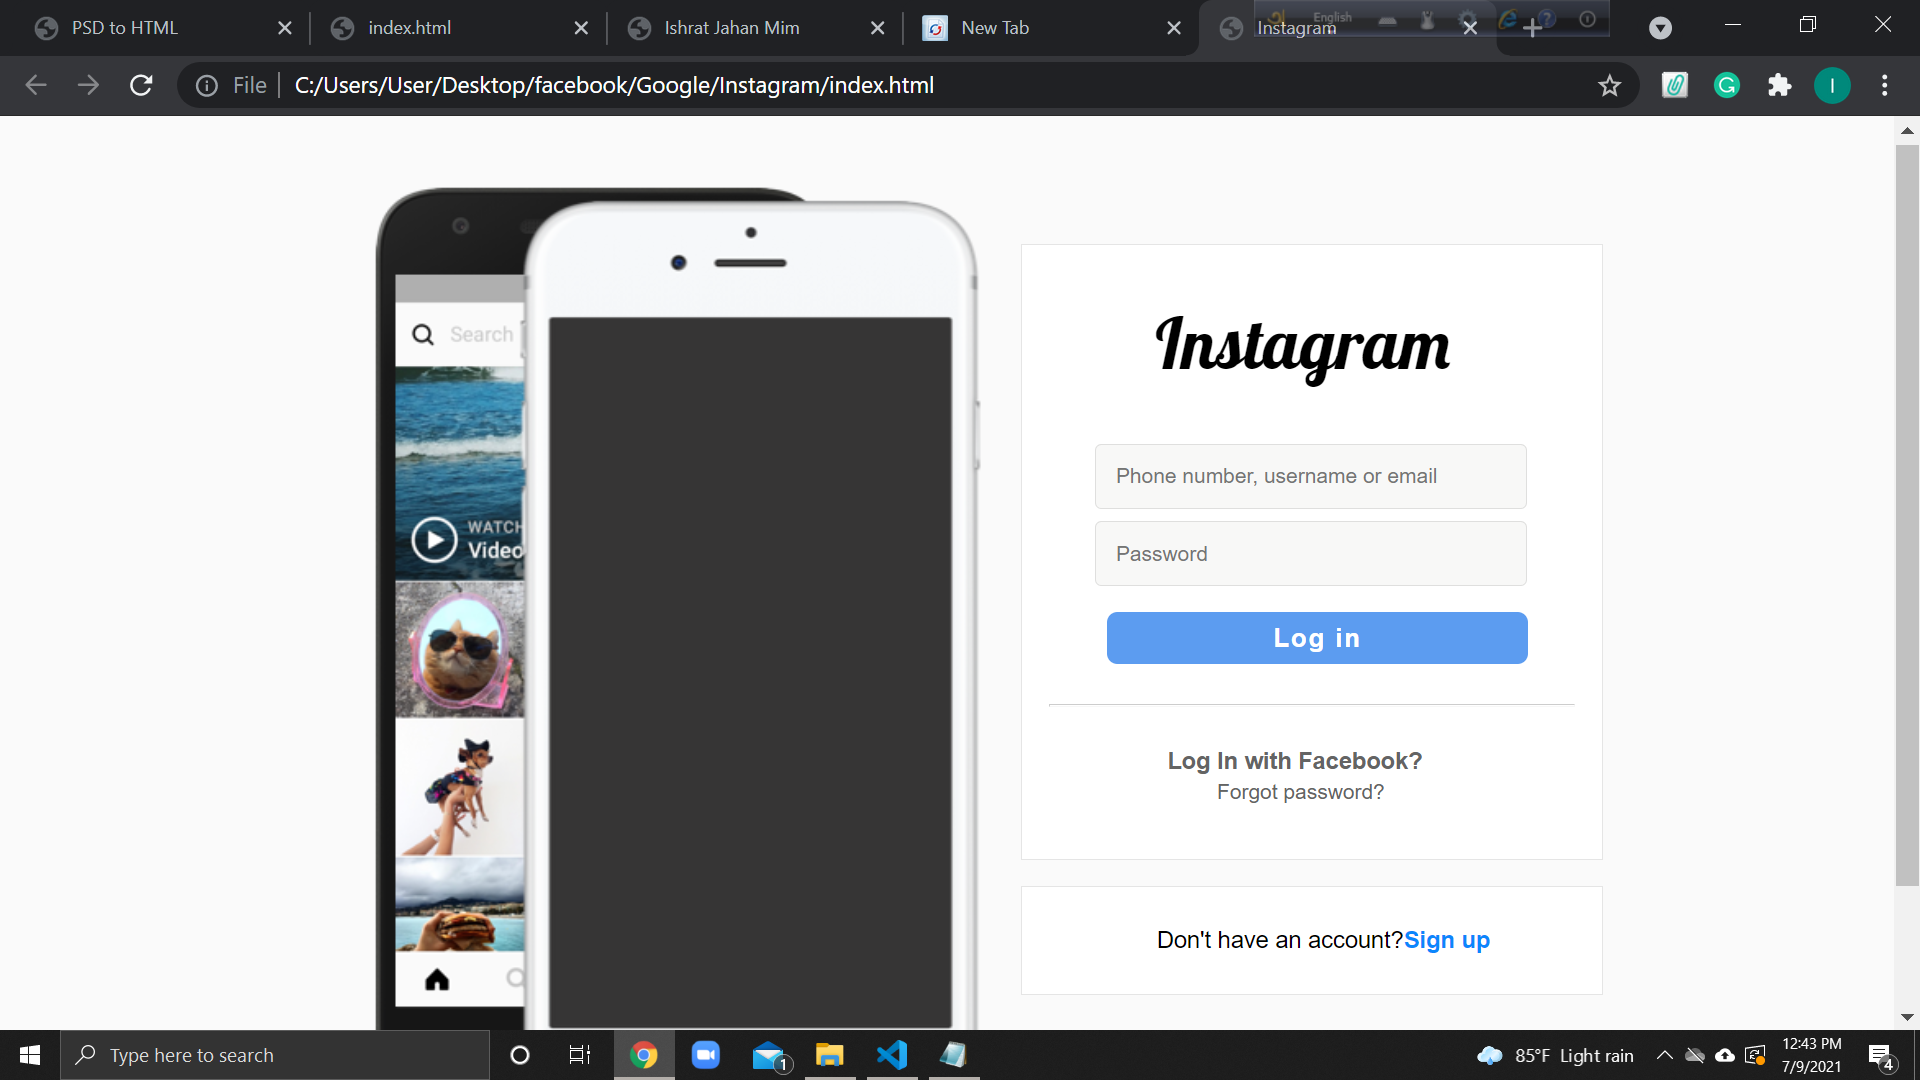 PSD to HTML
index.html
Ishrat Jahan Mim
New Tab
Instagram
English
File
C:/Users/User/Desktop/facebook/Google/Instagram/index.html
I
Search
WATCH
Video
Instagram
Phone number, username or email
Password
Log in
Log In with Facebook?
Forgot password?
Don't have an account?Sign up
Type here to search
1
85°F Light rain
12:43 PM
7/9/2021
4